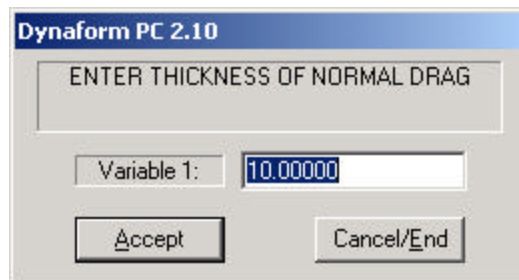 Dynaform PC 2.10
ENTER THICKNESS OF NORMAL DRAG
Variable 1: 10.00000
Accept Cancel/End